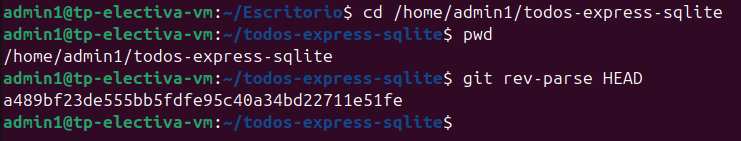 admin1@tp-electiva-vm:~/Escritorio$ cd /home/admin1/todos-express-sqlite
admin1@tp-electiva-vm:~/todos-express-sqlite$ pwd
/home/admin1/todos-express-sqlite
admin1@tp-electiva-vm:~/todos-express-sqlite$ git rev-parse HEAD
a489bf23de555bb5fdfe95c40a34bd22711e51fe
admin1@tp-electiva-vm:~/todos-express-sqlite$